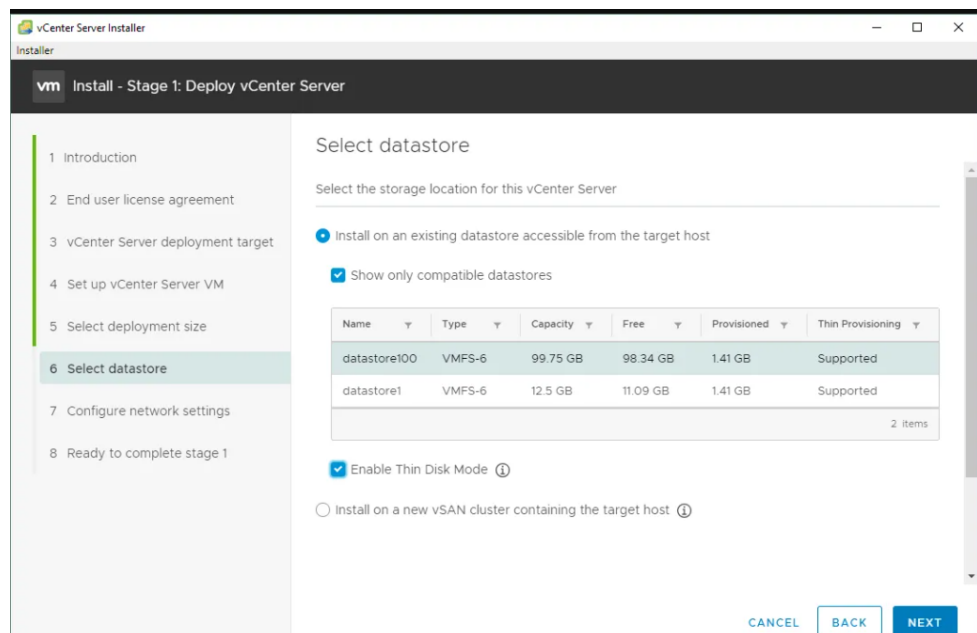 vCenter Server Installer
Installer
vm Install - Stage 1: Deploy vCenter Server
1 Introduction
2 End user license agreement
3 vCenter Server deployment target
4 Set up vCenter Server VM
5 Select deployment size
6 Select datastore
7 Configure network settings
8 Ready to complete stage 1
Select datastore
Select the storage location for this vCenter Server
Install on an existing datastore accessible from the target host
Show only compatible datastores
Name Type Capacity Free Provisioned Thin Provisioning
datastore100 VMFS-6 99.75 GB 98.34 GB 1.41 GB Supported
datastore1 VMFS-6 12.5 GB 11.09 GB 1.41 GB Supported
2 items
Enable Thin Disk Mode
Install on a new vSAN cluster containing the target host
CANCEL BACK NEXT